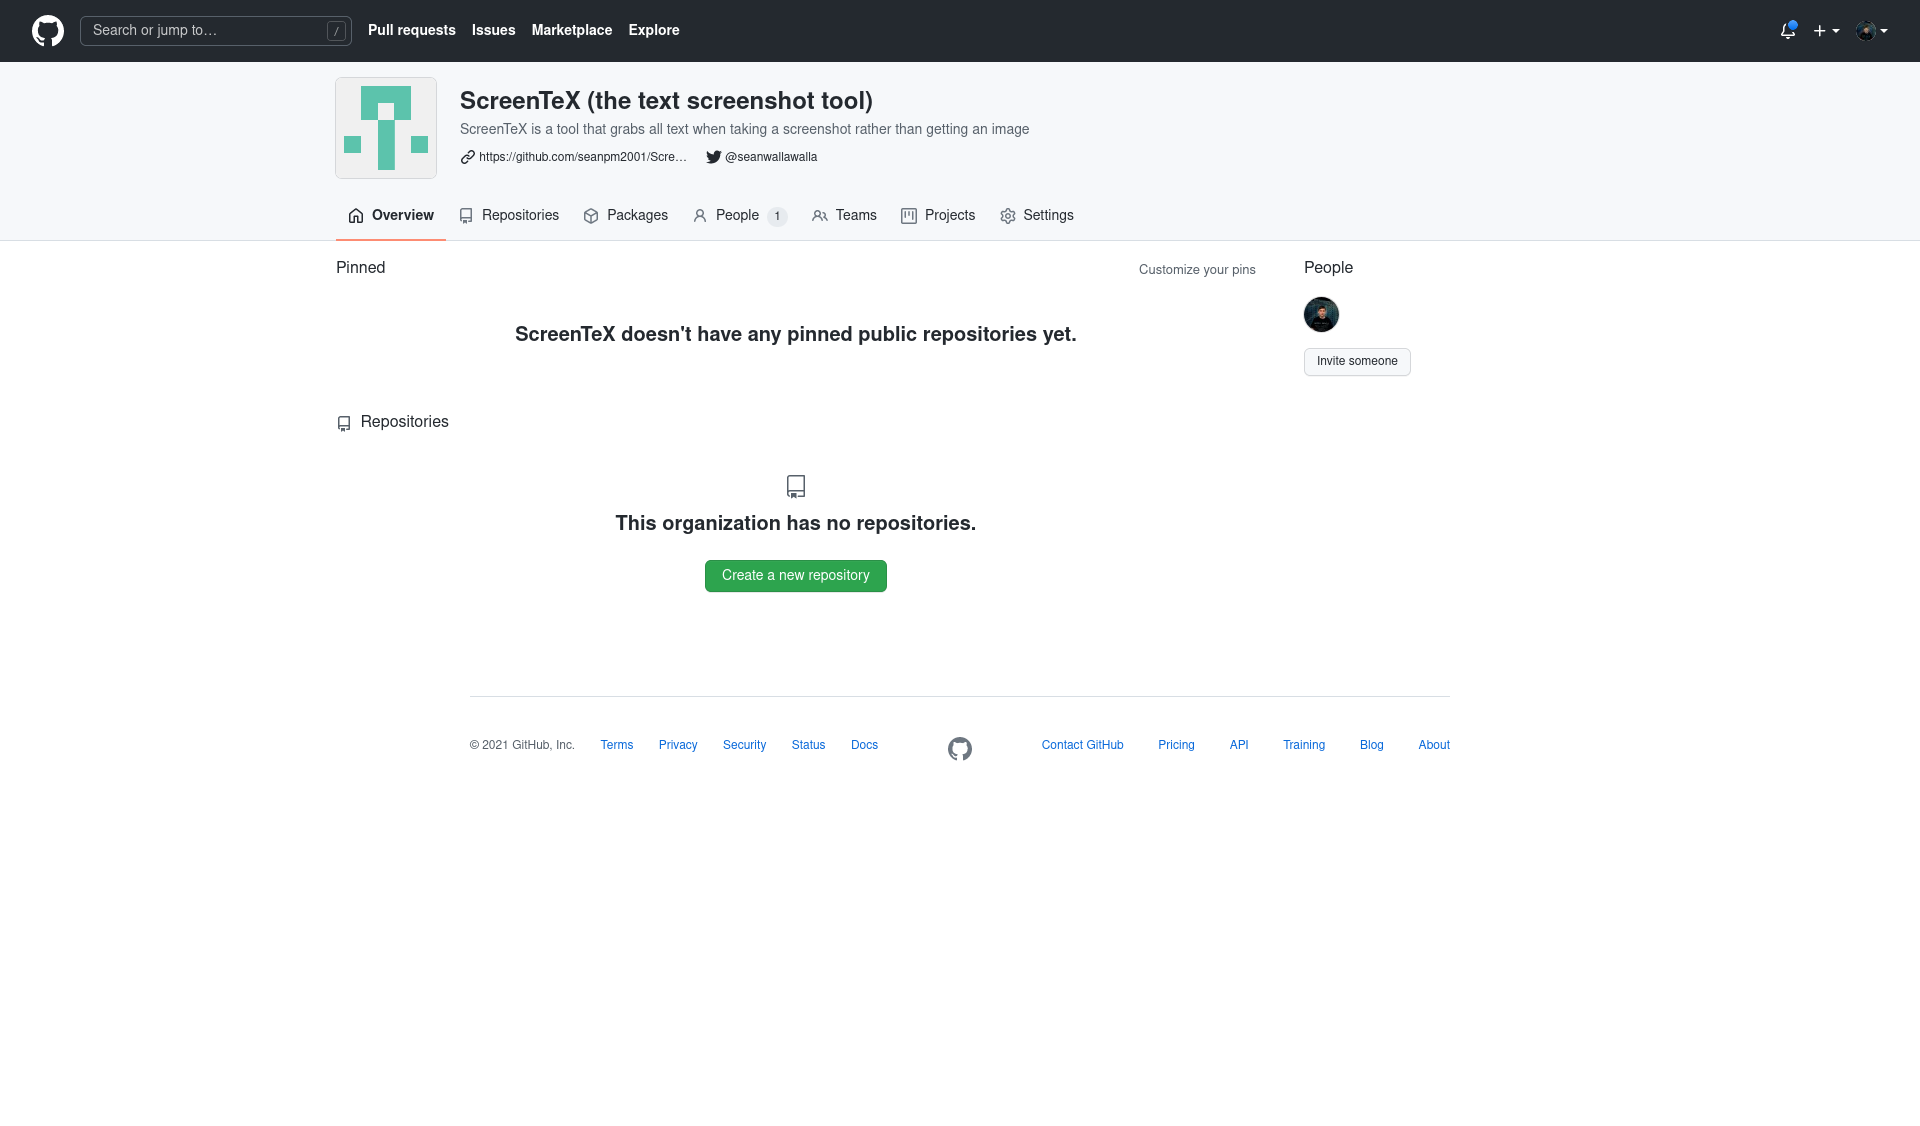 Search or jump to… /
Pull requests Issues Marketplace Explore
ScreenTeX (the text screenshot tool)
ScreenTeX is a tool that grabs all text when taking a screenshot rather than getting an image
https://github.com/seanpm2001/Scre… @seanwallawalla
Overview Repositories Packages People 1 Teams Projects Settings
Pinned Customize your pins
ScreenTeX doesn't have any pinned public repositories yet.
Repositories
This organization has no repositories.
Create a new repository
People
Invite someone
© 2021 GitHub, Inc. Terms Privacy Security Status Docs Contact GitHub Pricing API Training Blog About